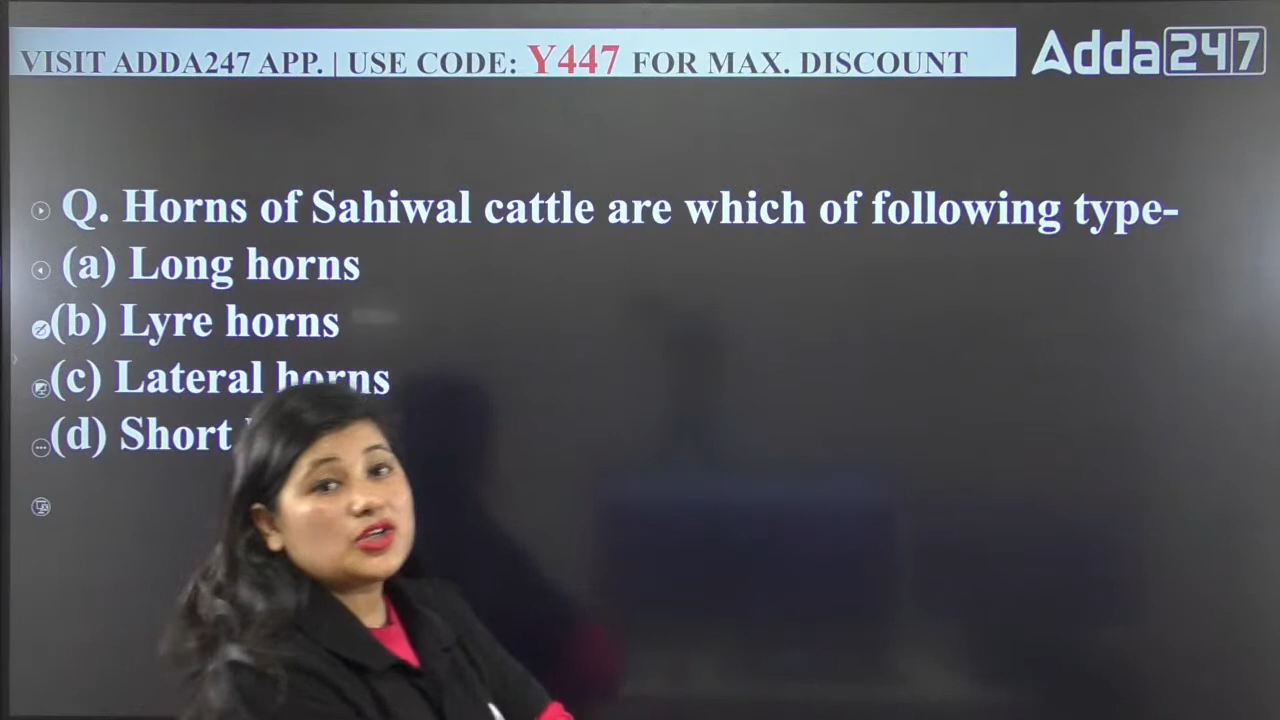 VISIT ADDA247 APP. | USE CODE: Y447 FOR MAX. DISCOUNT
Adda247
Q. Horns of Sahiwal cattle are which of following type-
(a) Long horns
(b) Lyre horns
(c) Lateral horns
(d) Short